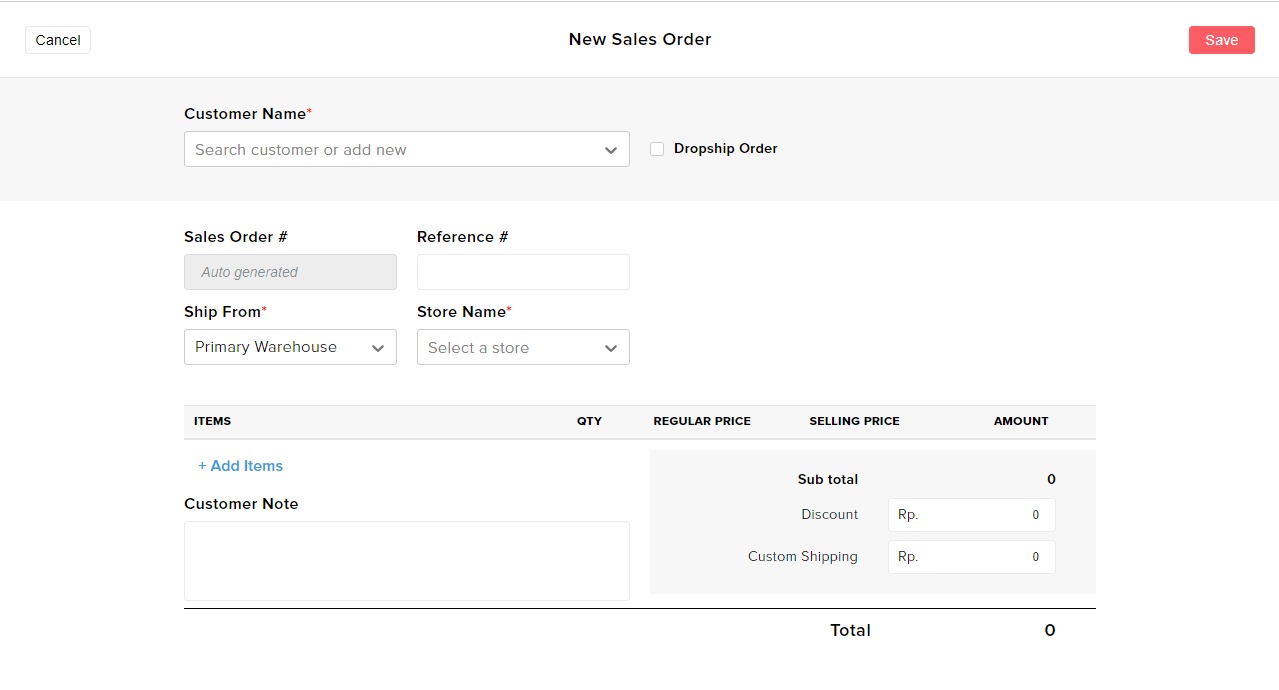 Cancel New Sales Order Save
Customer Name*
Search customer or add new Dropship Order
Sales Order # Reference #
Auto generated
Ship From* Store Name*
Primary Warehouse Select a store
ITEMS QTY REGULAR PRICE SELLING PRICE AMOUNT
+ Add Items
Sub total 0
Customer Note
Discount Rp. 0
Custom Shipping Rp. 0
Total 0